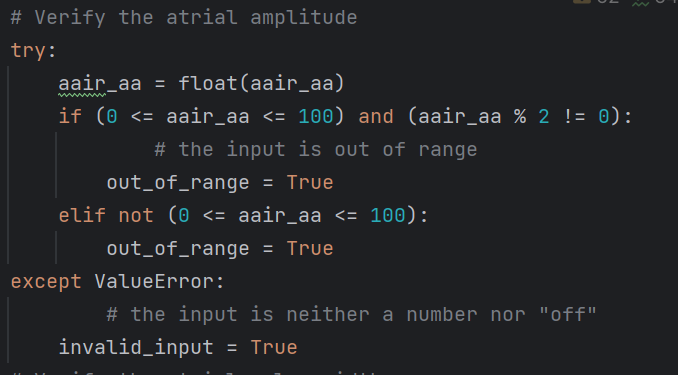 # Verify the atrial amplitude
try:
    aair_aa = float(aair_aa)
    if (0 <= aair_aa <= 100) and (aair_aa % 2 != 0):
            # the input is out of range
        out_of_range = True
    elif not (0 <= aair_aa <= 100):
        out_of_range = True
except ValueError:
        # the input is neither a number nor "off"
    invalid_input = True